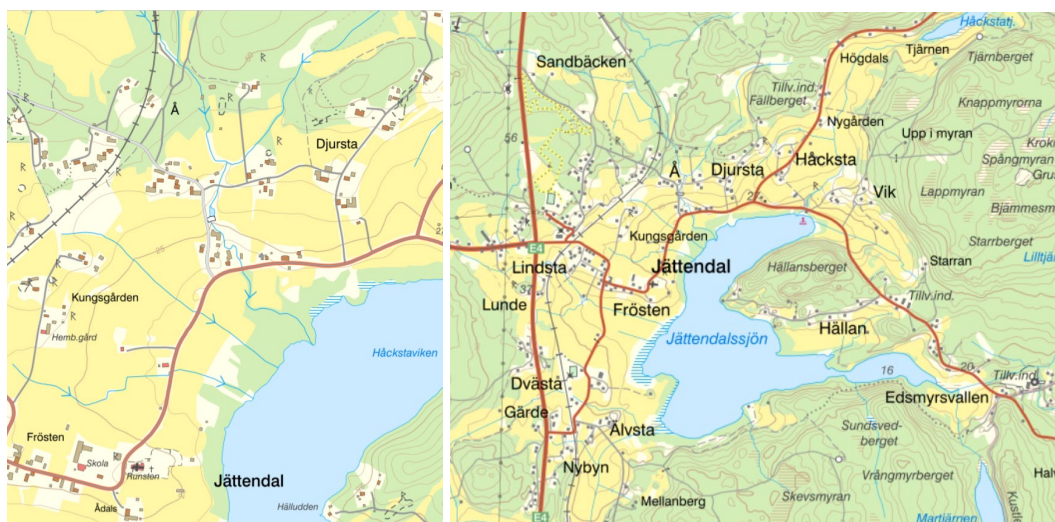 Å
Djursta
Kungsgården
Hemb.gård
Håckstaviken
Frösten
Skola
Runsten
Jättendal
Ådals
Hälludden
Håckstatj.
Tjärnen
Högdals
Tjärnberget
Sandbäcken
Tillv.ind.
Fällberget
Knappmyrorna
Nygården
Upp i myran
56
Håcksta
Spångmyran
Djursta
Å
Vik
Lappmyran
Bjämmesm
Kungsgården
Starrberget
E4
Jättendal
Hällansberget
Starran
Lindsta
37
Lunde
Frösten
Tillv.ind.
Hällan
Jättendalssjön
Dvästa
16
20
Tillv.ind.
Gärde
Edsmyrsvallen
Älvsta
Sundsved-
berget
Nybyn
Vrångmyrberget
Mellanberg
Skevsmyran
E4
Martjärnen